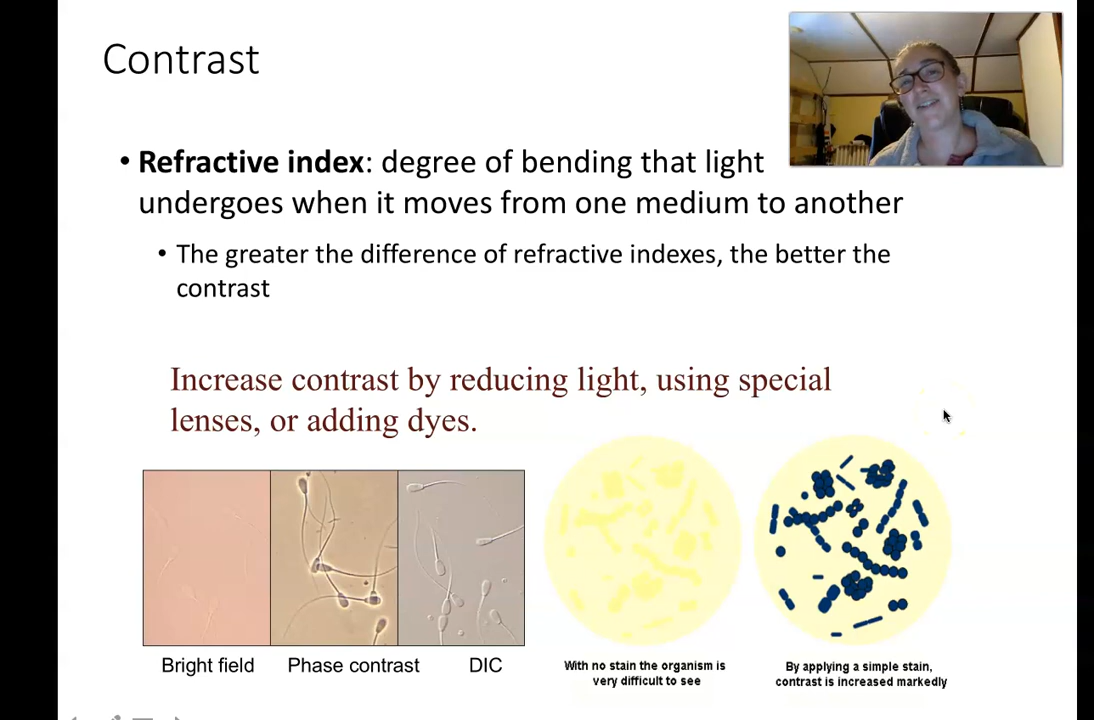 Contrast
• Refractive index: degree of bending that light
undergoes when it moves from one medium to another
• The greater the difference of refractive indexes, the better the
contrast
Increase contrast by reducing light, using special
lenses, or adding dyes.
Bright field
Phase contrast
DIC
With no stain the organism is
very difficult to see
By applying a simple stain,
contrast is increased markedly